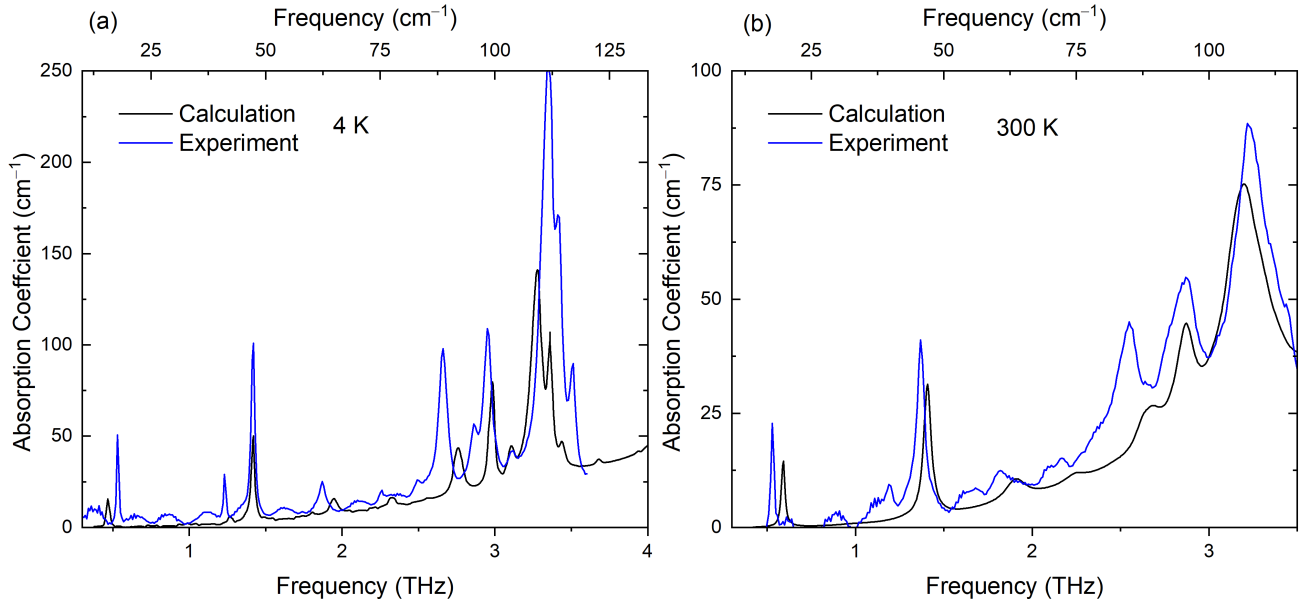 (a)
Frequency (cm⁻¹)
25 50 75 100 125
250
200
150
100
50
0
Absorption Coeffcient (cm⁻¹)
Calculation
Experiment
4 K
1 2 3 4
Frequency (THz)
(b)
Frequency (cm⁻¹)
25 50 75 100
100
75
50
25
0
Absorption Coeffcient (cm⁻¹)
Calculation
Experiment
300 K
1 2 3
Frequency (THz)